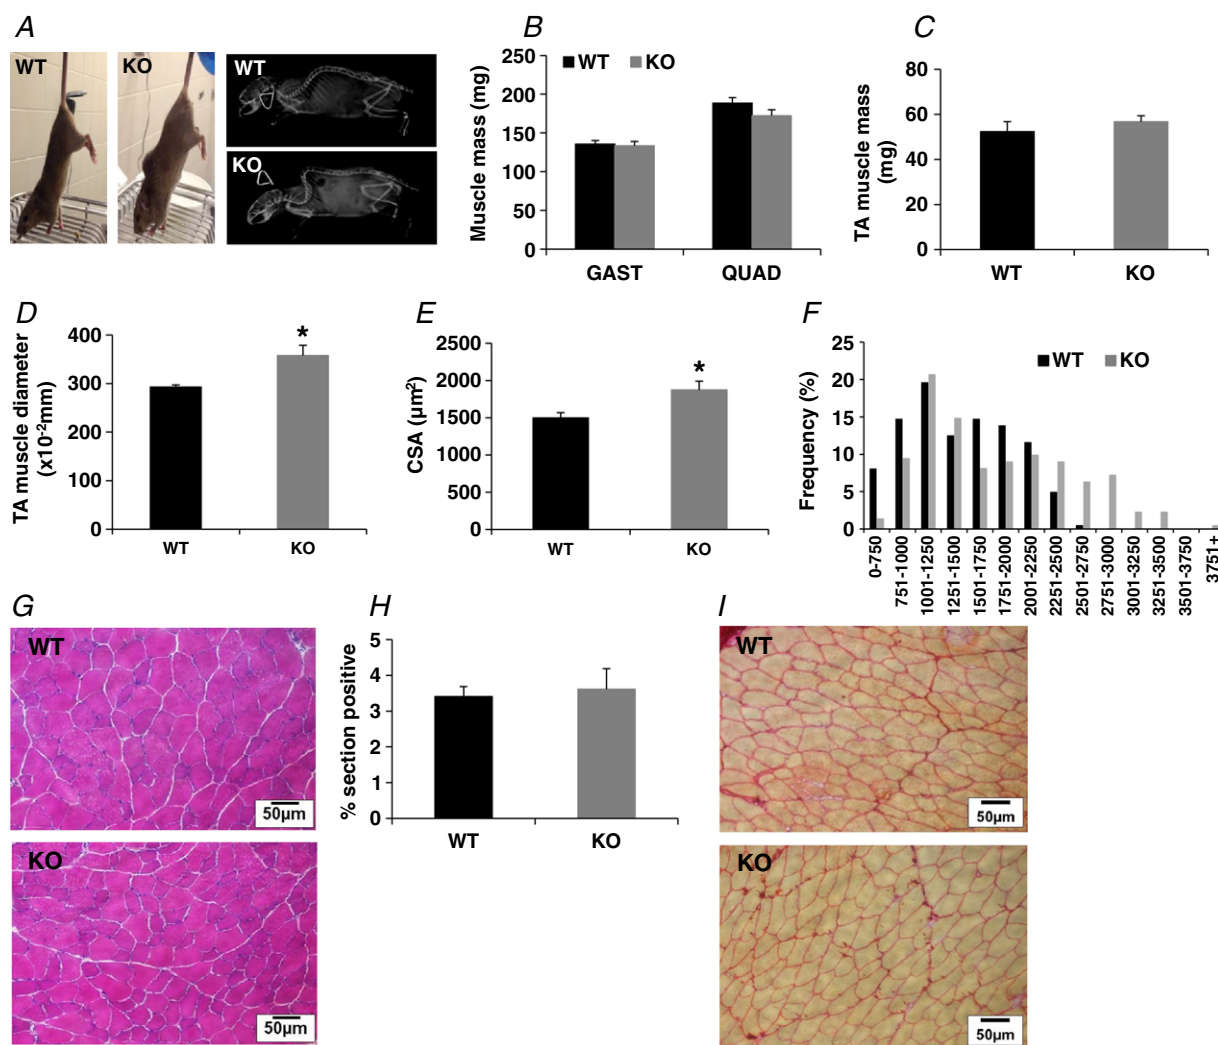 A
WT
KO
WT
KO
B
Muscle mass (mg)
250
200
150
100
50
0
WT
KO
GAST
QUAD
C
TA muscle mass
(mg)
80
60
40
20
0
WT
KO
D
TA muscle diameter
(x10⁻²mm)
400
300
200
100
0
*
WT
KO
E
CSA (µm²)
2500
2000
1500
1000
500
0
*
WT
KO
F
Frequency (%)
25
20
15
10
5
0
WT
KO
0-750
751-1000
1001-1250
1251-1500
1501-1750
1751-2000
2001-2250
2251-2500
2501-2750
2751-3000
3001-3250
3251-3500
3501-3750
3751+
G
WT
50µm
KO
50µm
H
% section positive
5
4
3
2
1
0
WT
KO
I
WT
50µm
KO
50µm